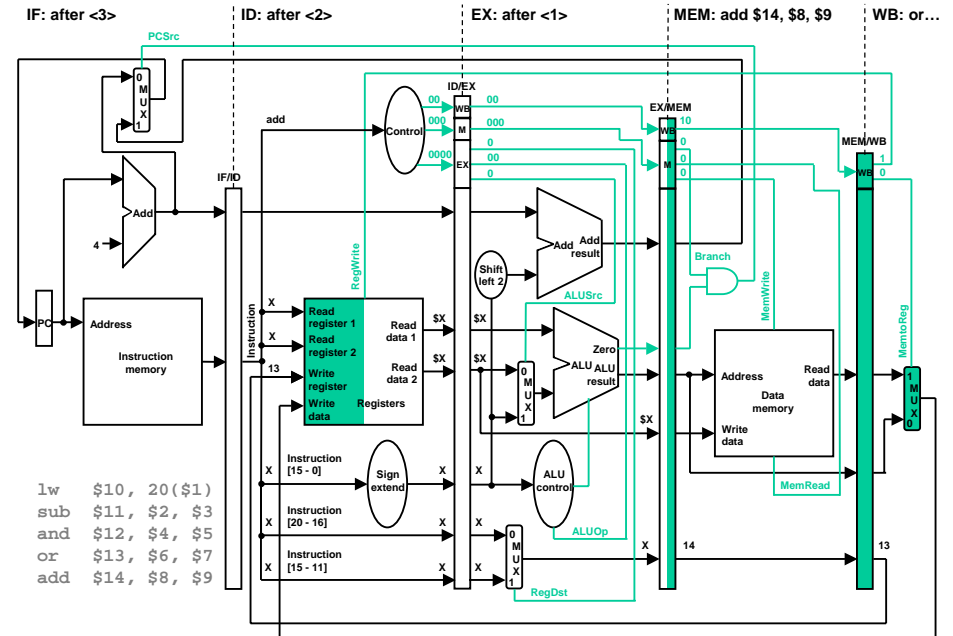 IF: after <3>
ID: after <2>
EX: after <1>
MEM: add $14, $8, $9
WB: or…
PCSrc
0
M
U
X
1
ID/EX
00
WB
00
EX/MEM
add
Control
000
M
000
WB
10
0
MEM/WB
0000
EX
0
00
0
M
0
0
WB
1
0
IF/ID
Add
4
RegWrite
Add
Add
result
Shift
left 2
Branch
MemWrite
MemtoReg
ALUSrc
PC
Address
Instruction
memory
Instruction
X
Read
register 1
X
Read
register 2
13
Write
register
Write
data
Registers
Read
data 1
$X
$X
Read
data 2
$X
$X
0
M
U
X
1
Zero
ALU
ALU
result
Address
Read
data
Data
memory
Write
data
$X
1
M
U
X
0
MemRead
X
Instruction
[15 - 0]
Sign
extend
X
X
ALU
control
ALUOp
X
Instruction
[20 - 16]
X
X
0
M
U
X
1
X
14
13
X
Instruction
[15 - 11]
X
X
RegDst
lw $10, 20($1)
sub $11, $2, $3
and $12, $4, $5
or $13, $6, $7
add $14, $8, $9